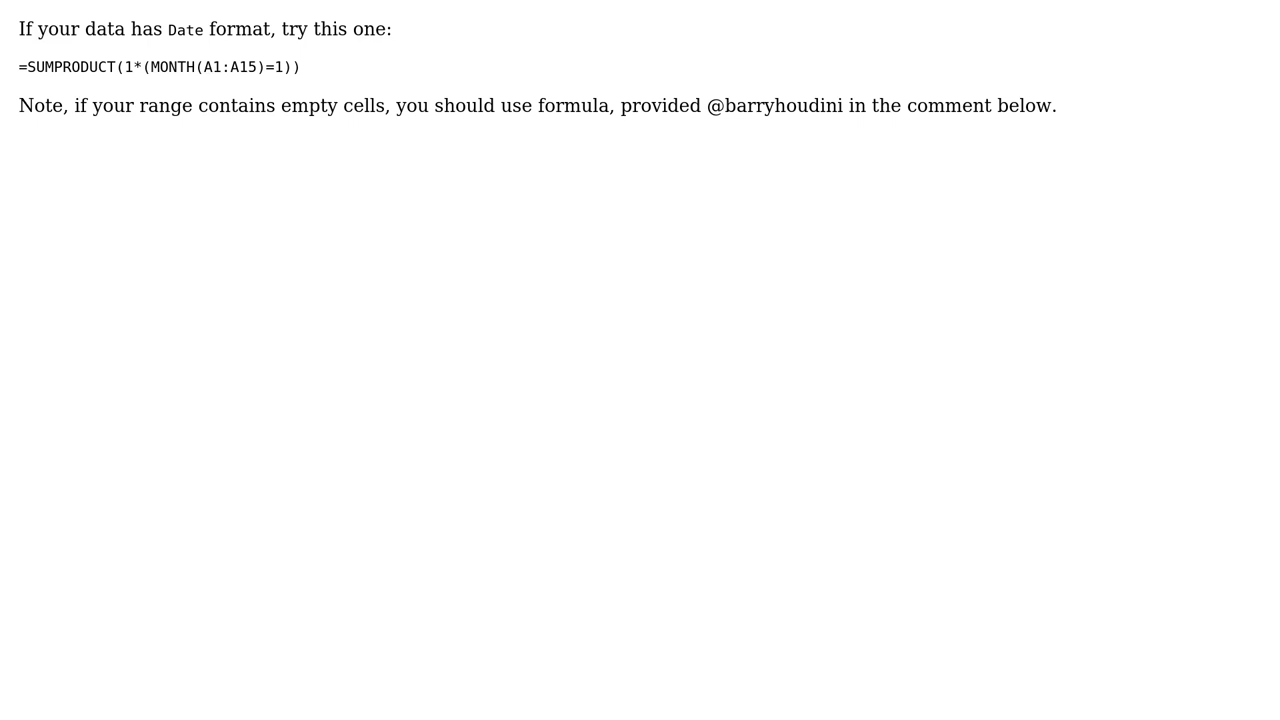 If your data has Date format, try this one:
=SUMPRODUCT(1*(MONTH(A1:A15)=1))
Note, if your range contains empty cells, you should use formula, provided @barryhoudini in the comment below.